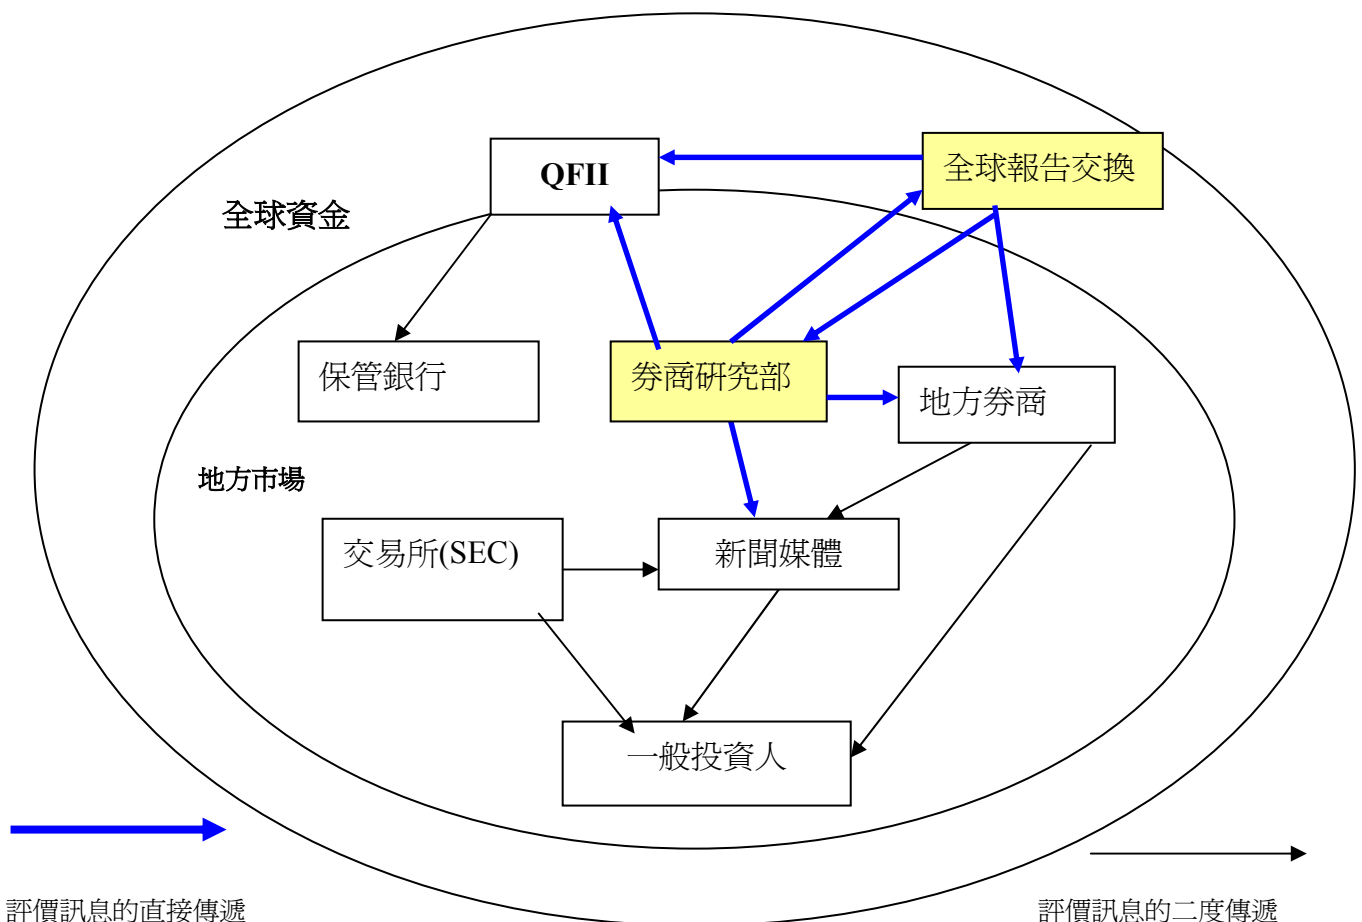 全球報告交換
QFII
全球資金
保管銀行
券商研究部
地方券商
地方市場
交易所(SEC)
新聞媒體
一般投資人
評價訊息的直接傳遞
評價訊息的二度傳遞